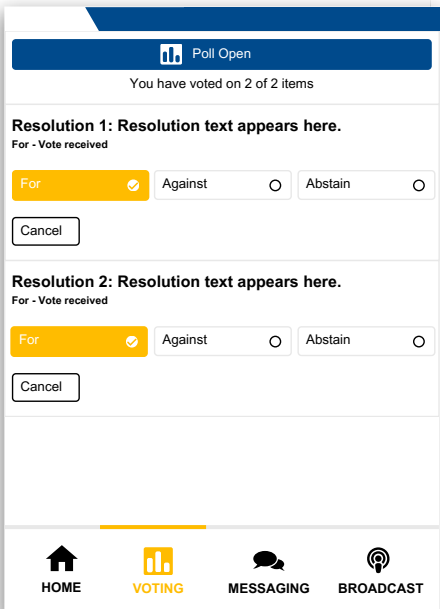 Poll Open
You have voted on 2 of 2 items
Resolution 1: Resolution text appears here.
For - Vote received
For Against Abstain
Cancel
Resolution 2: Resolution text appears here.
For - Vote received
For Against Abstain
Cancel
HOME VOTING MESSAGING BROADCAST